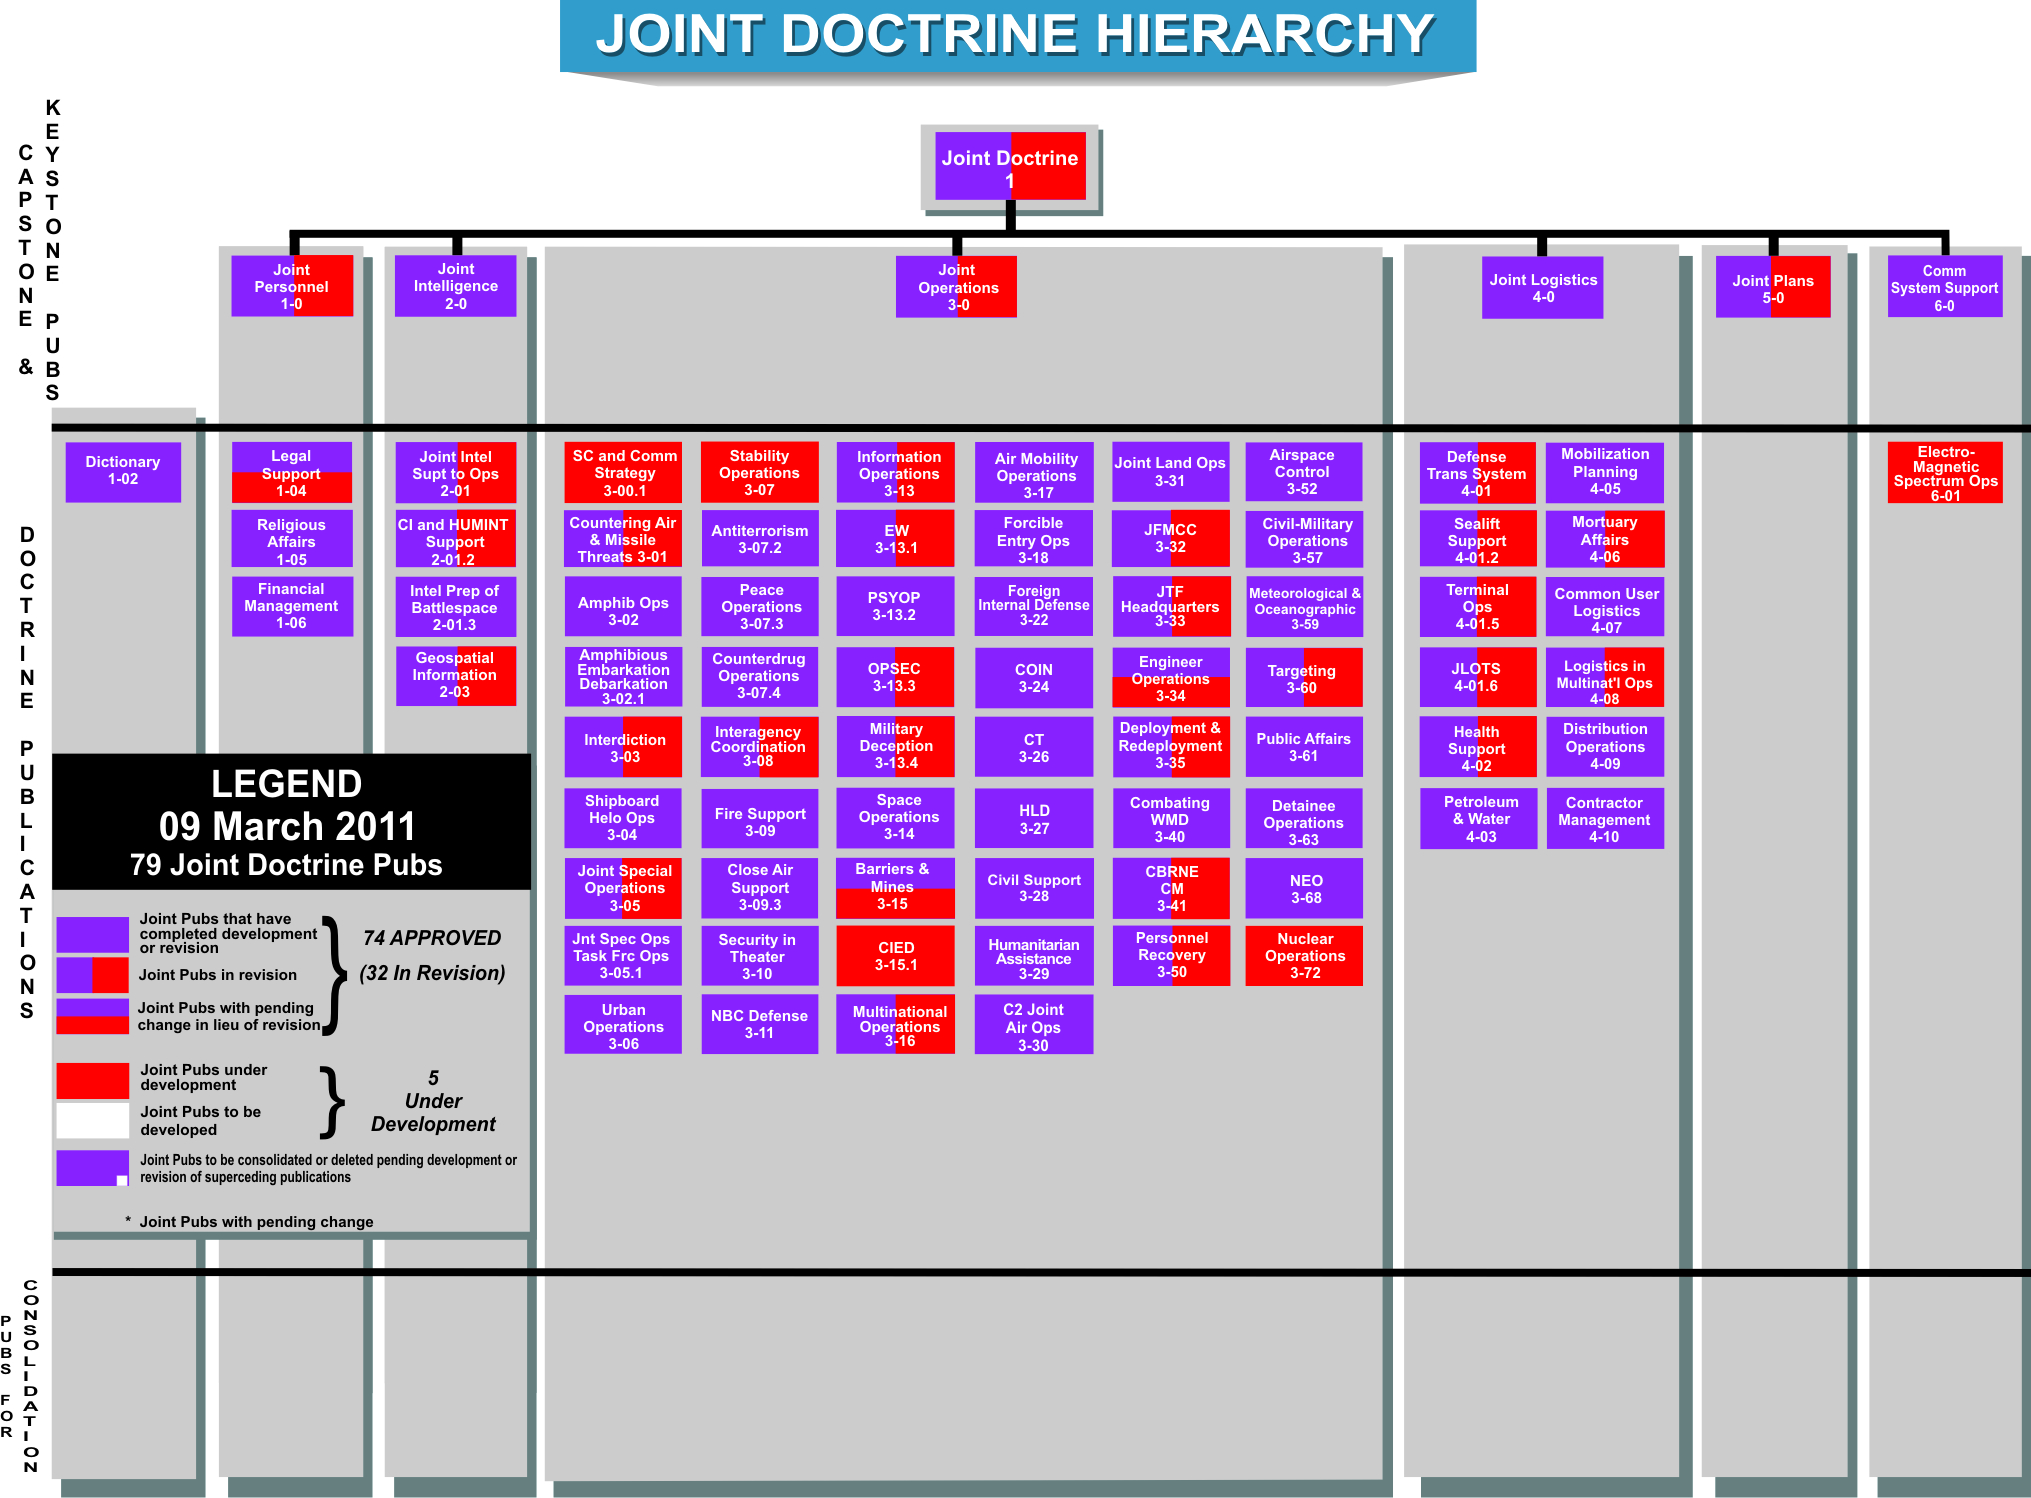 JOINT DOCTRINE HIERARCHY
CAPSTONE &
KEYSTONE PUBS
Joint Doctrine
1
Joint
Personnel
1-0
Joint
Intelligence
2-0
Joint
Operations
3-0
Joint Logistics
4-0
Joint Plans
5-0
Comm
System Support
6-0
DOCTRINE PUBLICATIONS
Dictionary
1-02
Legal
Support
1-04
Religious
Affairs
1-05
Financial
Management
1-06
Joint Intel
Supt to Ops
2-01
CI and HUMINT
Support
2-01.2
Intel Prep of
Battlespace
2-01.3
Geospatial
Information
2-03
SC and Comm
Strategy
3-00.1
Countering Air
& Missile
Threats 3-01
Amphib Ops
3-02
Amphibious
Embarkation
Debarkation
3-02.1
Interdiction
3-03
Shipboard
Helo Ops
3-04
Joint Special
Operations
3-05
Jnt Spec Ops
Task Frc Ops
3-05.1
Urban
Operations
3-06
Stability
Operations
3-07
Antiterrorism
3-07.2
Peace
Operations
3-07.3
Counterdrug
Operations
3-07.4
Interagency
Coordination
3-08
Fire Support
3-09
Close Air
Support
3-09.3
Security in
Theater
3-10
NBC Defense
3-11
Information
Operations
3-13
EW
3-13.1
PSYOP
3-13.2
OPSEC
3-13.3
Military
Deception
3-13.4
Space
Operations
3-14
Barriers &
Mines
3-15
CIED
3-15.1
Multinational
Operations
3-16
Air Mobility
Operations
3-17
Forcible
Entry Ops
3-18
Foreign
Internal Defense
3-22
COIN
3-24
CT
3-26
HLD
3-27
Civil Support
3-28
Humanitarian
Assistance
3-29
C2 Joint
Air Ops
3-30
Joint Land Ops
3-31
JFMCC
3-32
JTF
Headquarters
3-33
Engineer
Operations
3-34
Deployment &
Redeployment
3-35
Combating
WMD
3-40
CBRNE
CM
3-41
Personnel
Recovery
3-50
Airspace
Control
3-52
Civil-Military
Operations
3-57
Meteorological &
Oceanographic
3-59
Targeting
3-60
Public Affairs
3-61
Detainee
Operations
3-63
NEO
3-68
Nuclear
Operations
3-72
Defense
Trans System
4-01
Sealift
Support
4-01.2
Terminal
Ops
4-01.5
JLOTS
4-01.6
Health
Support
4-02
Petroleum
& Water
4-03
Mobilization
Planning
4-05
Mortuary
Affairs
4-06
Common User
Logistics
4-07
Logistics in
Multinat'l Ops
4-08
Distribution
Operations
4-09
Contractor
Management
4-10
Electro-
Magnetic
Spectrum Ops
6-01
LEGEND
09 March 2011
79 Joint Doctrine Pubs
Joint Pubs that have
completed development
or revision
Joint Pubs in revision
Joint Pubs with pending
change in lieu of revision
}
74 APPROVED
(32 In Revision)
Joint Pubs under
development
Joint Pubs to be
developed
}
5
Under
Development
Joint Pubs to be consolidated or deleted pending development or
revision of superceding publications
* Joint Pubs with pending change
PUBS FOR
CONSOLIDATION